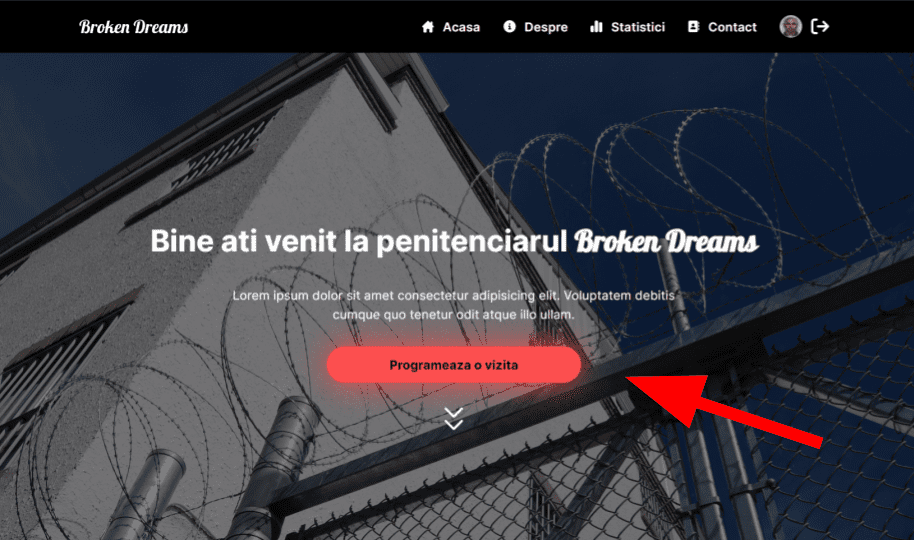 Broken Dreams
Acasa Despre Statistici Contact
Bine ati venit la penitenciarul Broken Dreams
Lorem ipsum dolor sit amet consectetur adipisicing elit. Voluptatem debitis
cumque quo tenetur odit atque illo ullam.
Programeaza o vizita